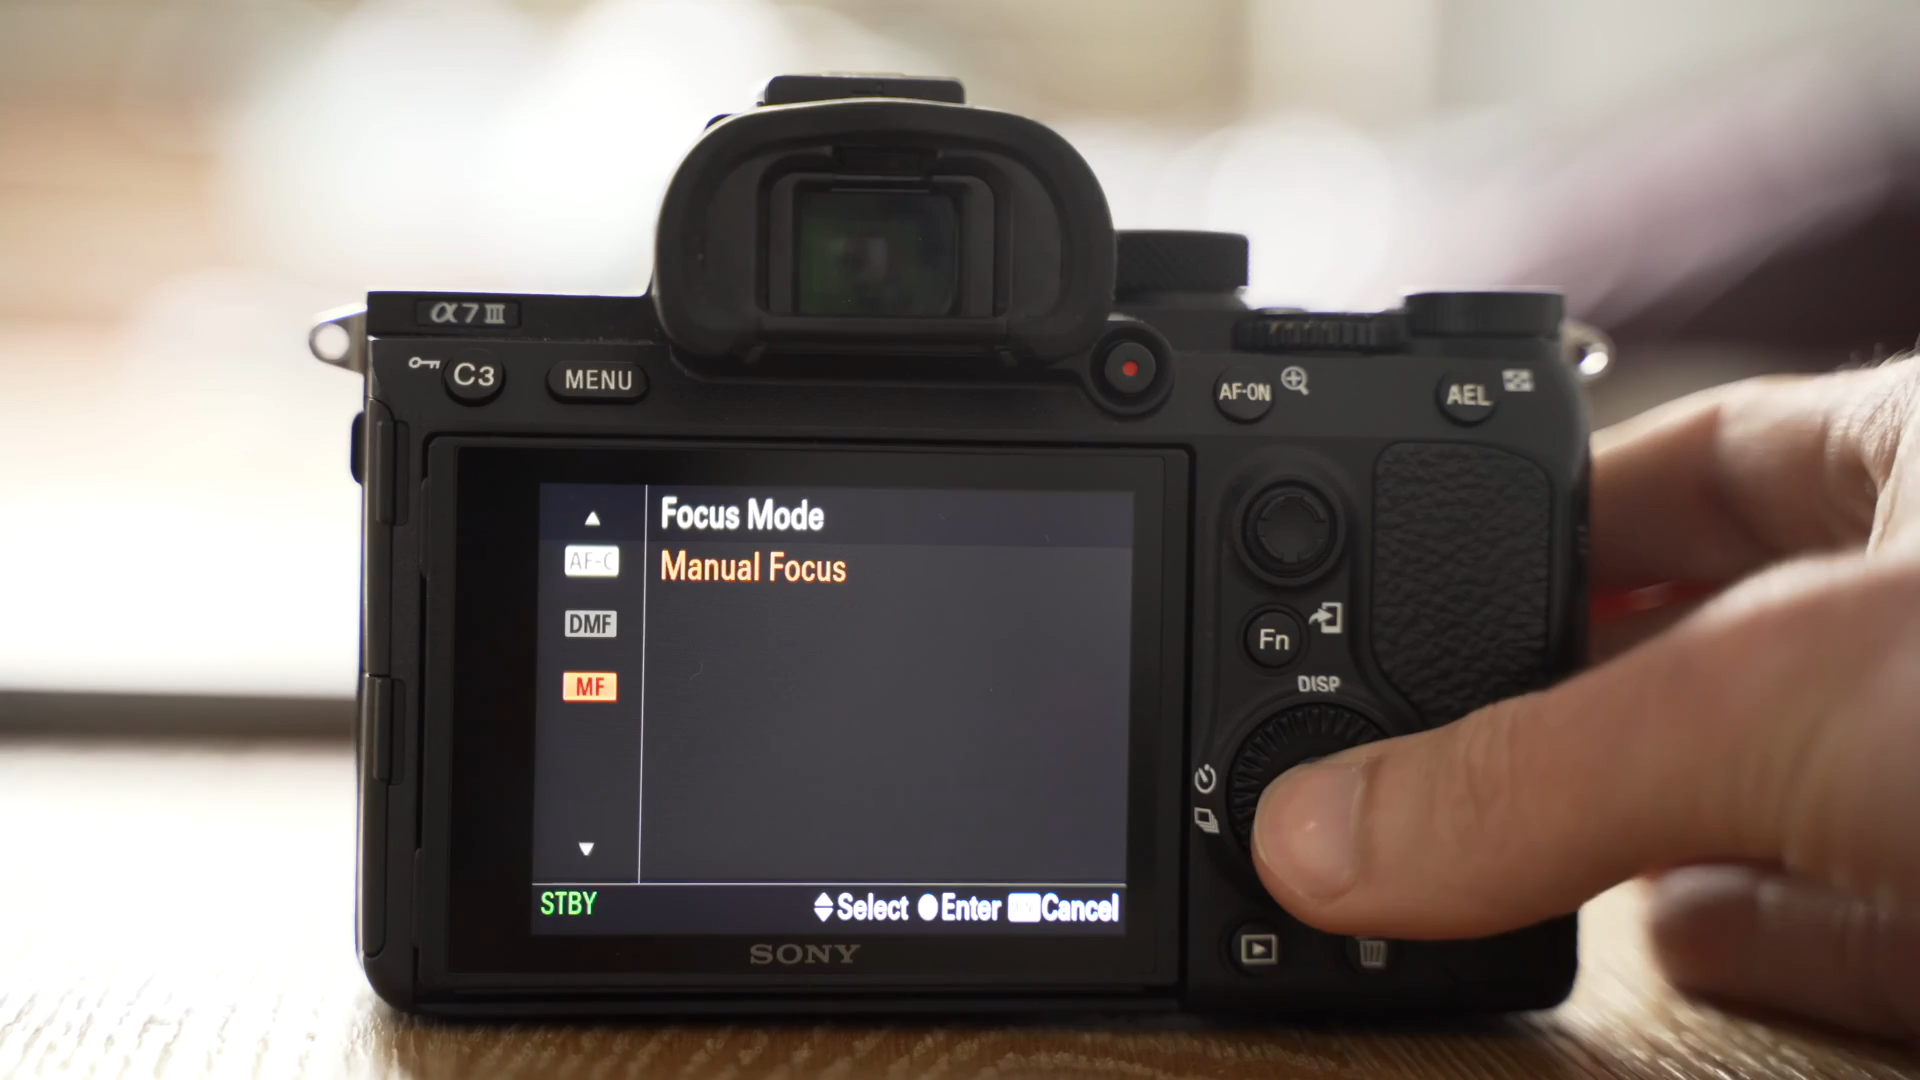 α7III
C3
MENU
AF-ON
AEL
Focus Mode
AF-C
Manual Focus
DMF
MF
Fn
DISP
STBY
Select Enter Cancel
SONY